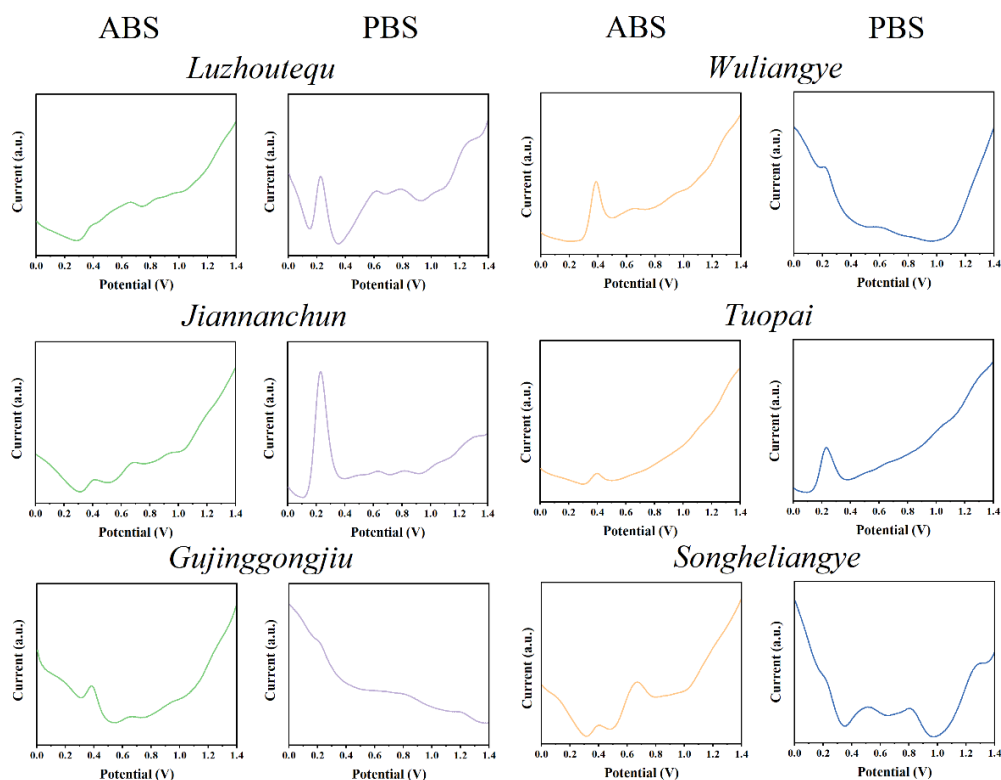 ABS PBS ABS PBS
Luzhoutequ Wuliangye
Current (a.u.) Current (a.u.) Current (a.u.) Current (a.u.)
0.0 0.2 0.4 0.6 0.8 1.0 1.2 1.4 0.0 0.2 0.4 0.6 0.8 1.0 1.2 1.4 0.0 0.2 0.4 0.6 0.8 1.0 1.2 1.4 0.0 0.2 0.4 0.6 0.8 1.0 1.2 1.4
Potential (V) Potential (V) Potential (V) Potential (V)
Jiannanchun Tuopai
Current (a.u.) Current (a.u.) Current (a.u.) Current (a.u.)
0.0 0.2 0.4 0.6 0.8 1.0 1.2 1.4 0.0 0.2 0.4 0.6 0.8 1.0 1.2 1.4 0.0 0.2 0.4 0.6 0.8 1.0 1.2 1.4 0.0 0.2 0.4 0.6 0.8 1.0 1.2 1.4
Potential (V) Potential (V) Potential (V) Potential (V)
Gujinggongjiu Songheliangye
Current (a.u.) Current (a.u.) Current (a.u.) Current (a.u.)
0.0 0.2 0.4 0.6 0.8 1.0 1.2 1.4 0.0 0.2 0.4 0.6 0.8 1.0 1.2 1.4 0.0 0.2 0.4 0.6 0.8 1.0 1.2 1.4 0.0 0.2 0.4 0.6 0.8 1.0 1.2 1.4
Potential (V) Potential (V) Potential (V) Potential (V)